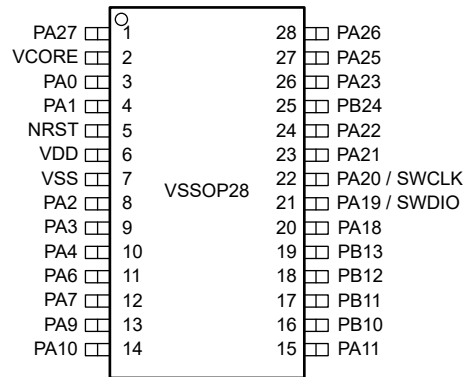 PA27 1 28 PA26
VCORE 2 27 PA25
PA0 3 26 PA23
PA1 4 25 PB24
NRST 5 24 PA22
VDD 6 23 PA21
VSS 7 22 PA20 / SWCLK
VSSOP28
PA2 8 21 PA19 / SWDIO
PA3 9 20 PA18
PA4 10 19 PB13
PA6 11 18 PB12
PA7 12 17 PB11
PA9 13 16 PB10
PA10 14 15 PA11